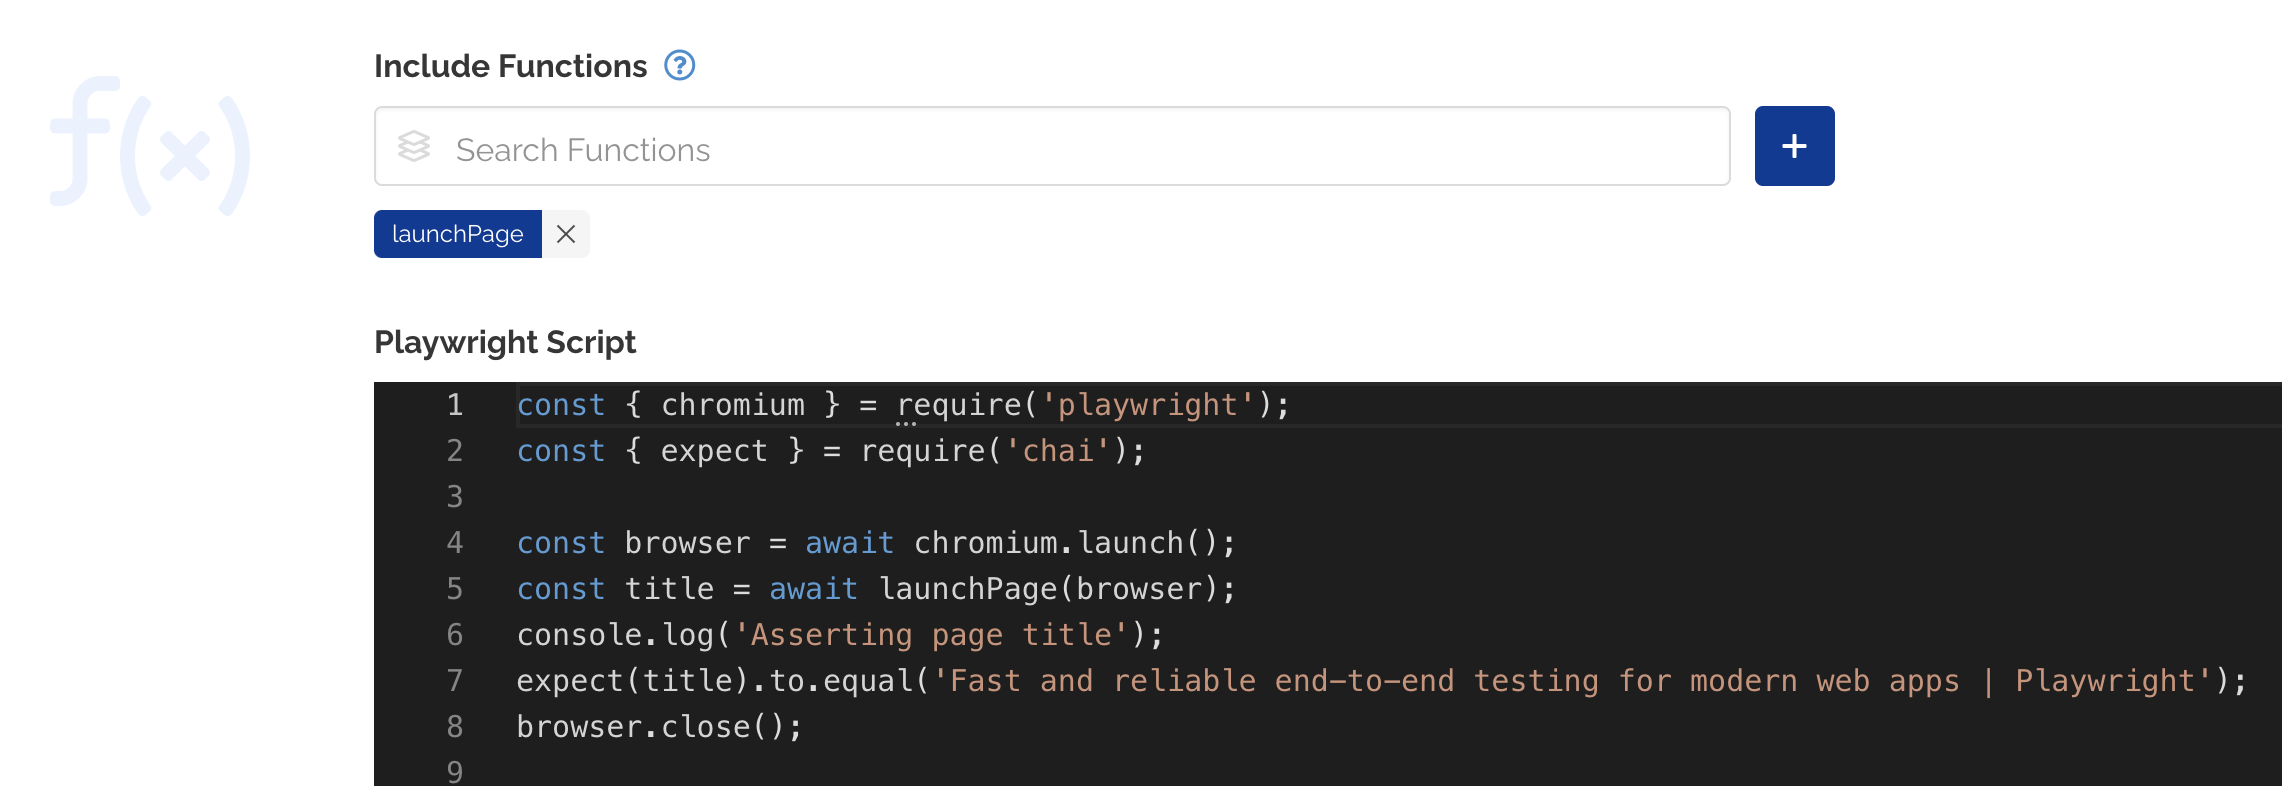 f(x)
Include Functions ?
Search Functions
+
launchPage ×
Playwright Script
1 const { chromium } = require('playwright');
2 const { expect } = require('chai');
3
4 const browser = await chromium.launch();
5 const title = await launchPage(browser);
6 console.log('Asserting page title');
7 expect(title).to.equal('Fast and reliable end-to-end testing for modern web apps | Playwright');
8 browser.close();
9